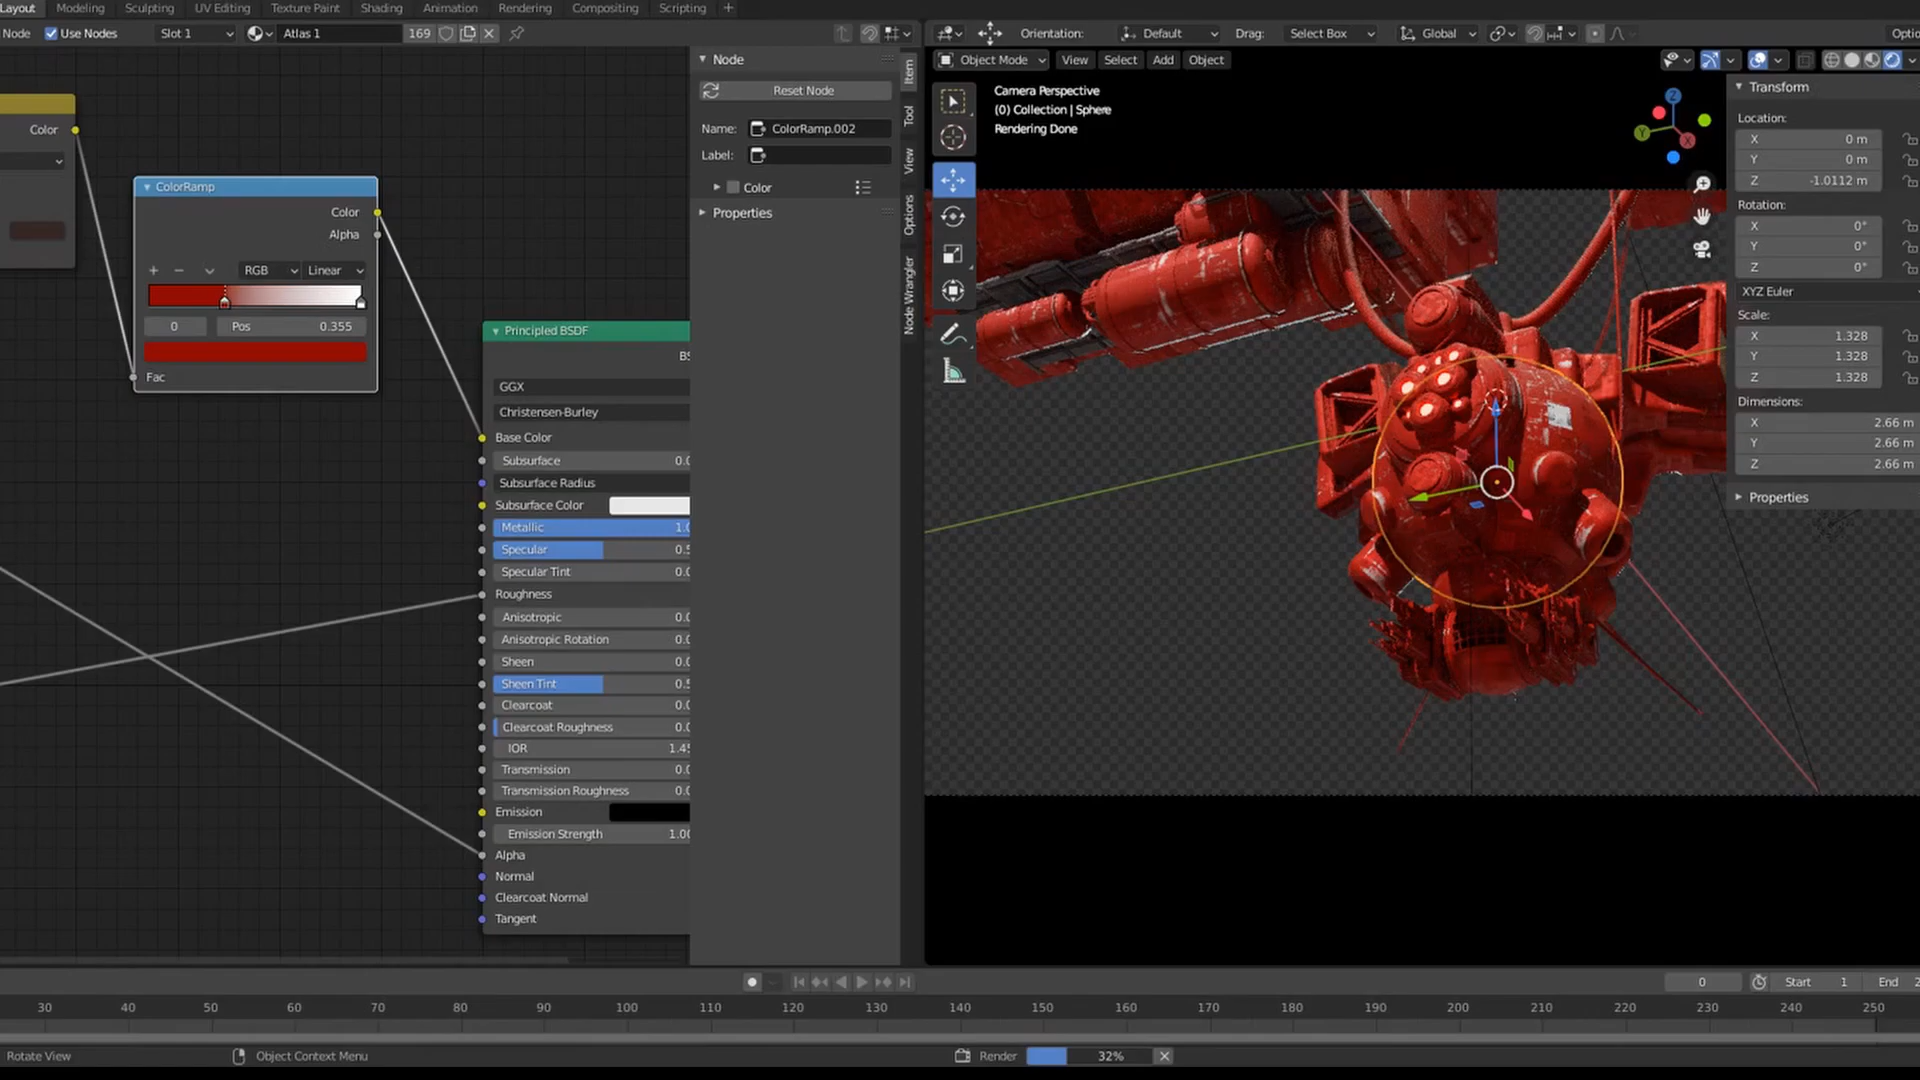 Layout Modeling Sculpting UV Editing Texture Paint Shading Animation Rendering Compositing Scripting +
Node Use Nodes Slot 1 Atlas 1 169
Orientation: Default Drag: Select Box Global Optio
Object Mode View Select Add Object
Node
Reset Node
Name: ColorRamp.002
Label:
Color
Properties
Item
Tool
View
Options
Node Wrangler
Color
ColorRamp
Color
Alpha
+ − RGB Linear
0 Pos 0.355
Fac
Principled BSDF
BS
GGX
Christensen-Burley
Base Color
Subsurface 0.0
Subsurface Radius
Subsurface Color
Metallic 1.0
Specular 0.5
Specular Tint 0.0
Roughness
Anisotropic 0.0
Anisotropic Rotation 0.0
Sheen 0.0
Sheen Tint 0.5
Clearcoat 0.0
Clearcoat Roughness 0.0
IOR 1.45
Transmission 0.0
Transmission Roughness 0.0
Emission
Emission Strength 1.00
Alpha
Normal
Clearcoat Normal
Tangent
Camera Perspective
(0) Collection | Sphere
Rendering Done
Z
Y
X
Transform
Location:
X 0 m
Y 0 m
Z -1.0112 m
Rotation:
X 0°
Y 0°
Z 0°
XYZ Euler
Scale:
X 1.328
Y 1.328
Z 1.328
Dimensions:
X 2.66 m
Y 2.66 m
Z 2.66 m
Properties
0 Start 1 End 2
30 40 50 60 70 80 90 100 110 120 130 140 150 160 170 180 190 200 210 220 230 240 250
Rotate View Object Context Menu Render 32%